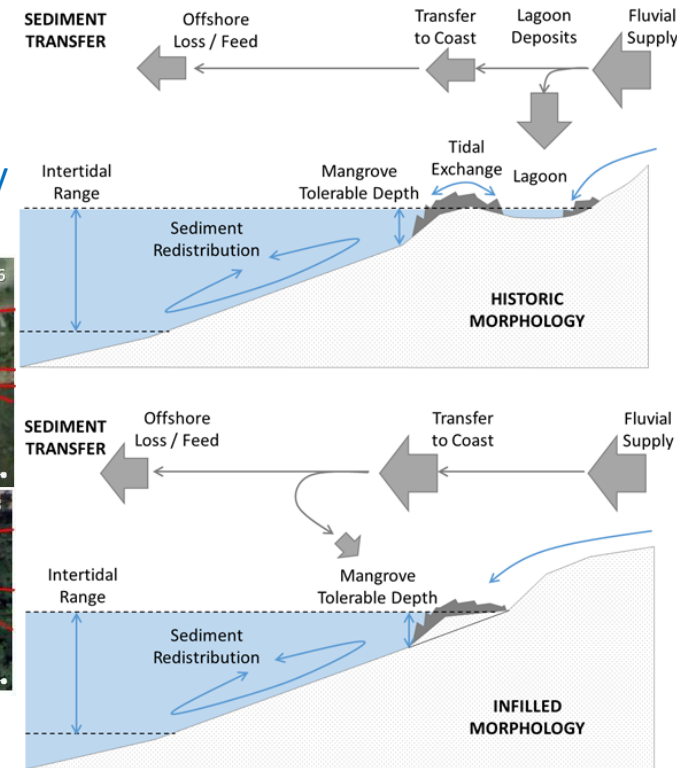 SEDIMENT
TRANSFER
Offshore
Loss / Feed
Transfer
to Coast
Lagoon
Deposits
Fluvial
Supply
Intertidal
Range
Mangrove
Tolerable Depth
Tidal
Exchange
Lagoon
Sediment
Redistribution
HISTORIC
MORPHOLOGY
SEDIMENT
TRANSFER
Offshore
Loss / Feed
Transfer
to Coast
Fluvial
Supply
Intertidal
Range
Mangrove
Tolerable Depth
Sediment
Redistribution
INFILLED
MORPHOLOGY